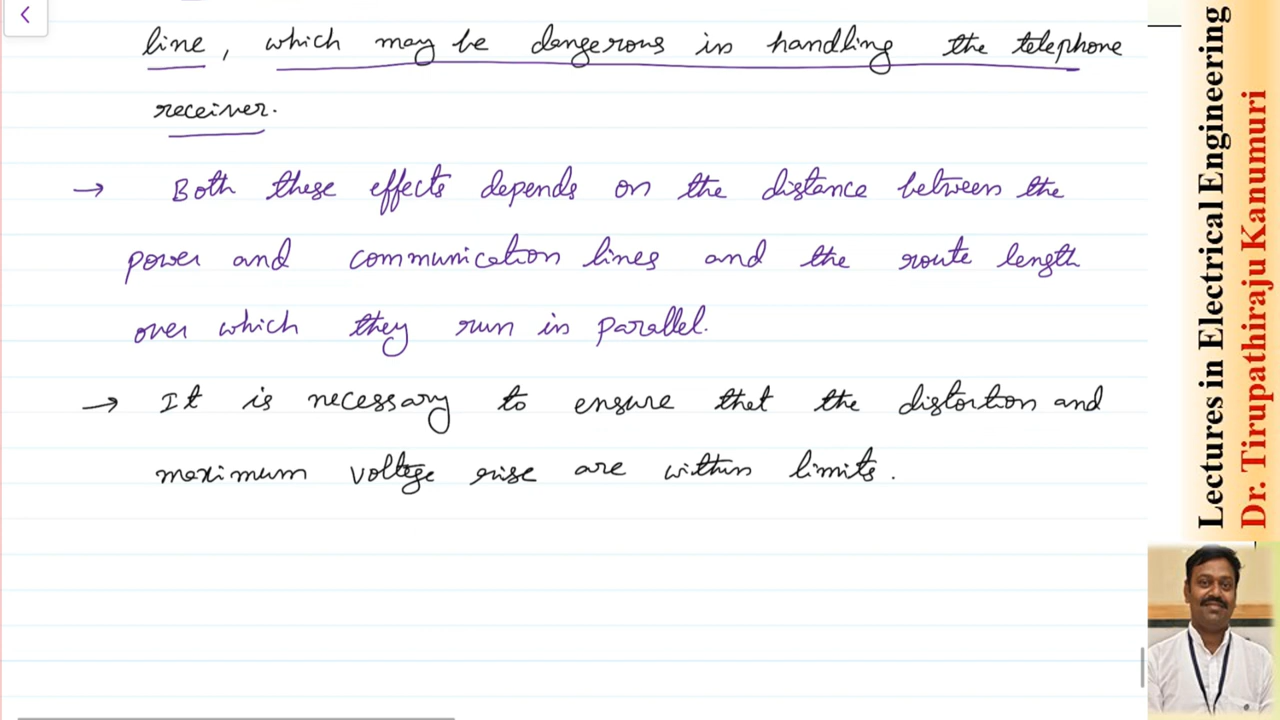 line, which may be dangerous in handling the telephone
receiver.
→ Both these effects depends on the distance between the
power and communication lines and the route length
over which they run in parallel.
→ It is necessary to ensure that the distortion and
maximum voltage rise are within limits.
Lectures in Electrical Engineering
Dr. Tirupathiraju Kanumuri